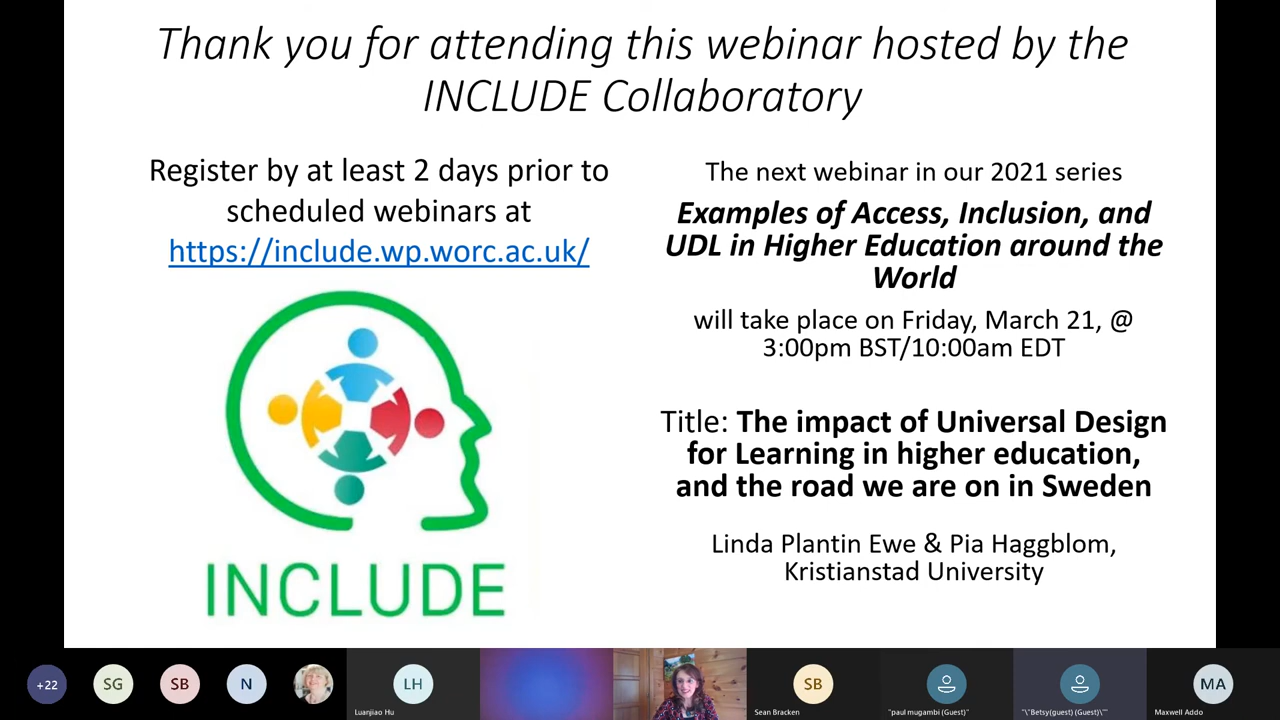 Thank you for attending this webinar hosted by the
INCLUDE Collaboratory
Register by at least 2 days prior to
scheduled webinars at
https://include.wp.worc.ac.uk/
INCLUDE
The next webinar in our 2021 series
Examples of Access, Inclusion, and
UDL in Higher Education around the
World
will take place on Friday, March 21, @
3:00pm BST/10:00am EDT
Title: The impact of Universal Design
for Learning in higher education,
and the road we are on in Sweden
Linda Plantin Ewe & Pia Haggblom,
Kristianstad University
+22
SG
SB
N
LH
Luanjiao Hu
SB
Sean Bracken
"paul mugambi (Guest)"
"\"Betsy(guest) (Guest)\""
MA
Maxwell Addo